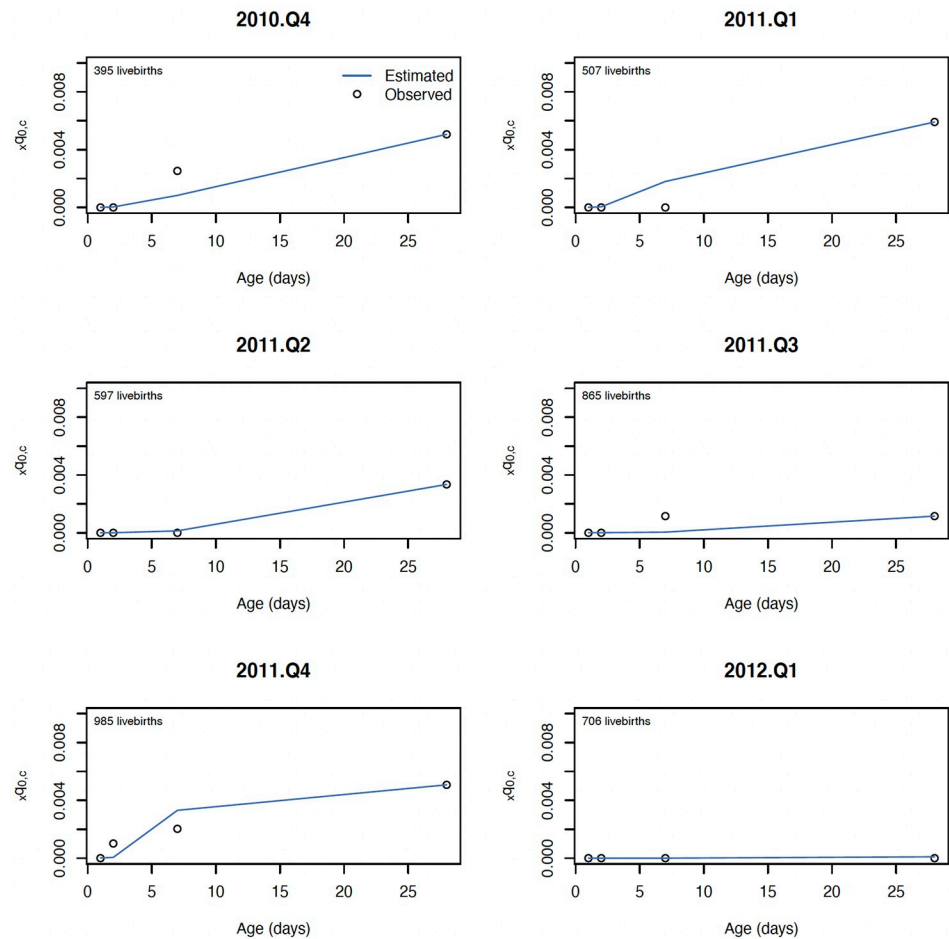 2010.Q4
395 livebirths
Estimated
Observed
xq0,c
0.000 0.004 0.008
0 5 10 15 20 25
Age (days)
2011.Q1
507 livebirths
xq0,c
0.000 0.004 0.008
0 5 10 15 20 25
Age (days)
2011.Q2
597 livebirths
xq0,c
0.000 0.004 0.008
0 5 10 15 20 25
Age (days)
2011.Q3
865 livebirths
xq0,c
0.000 0.004 0.008
0 5 10 15 20 25
Age (days)
2011.Q4
985 livebirths
xq0,c
0.000 0.004 0.008
0 5 10 15 20 25
Age (days)
2012.Q1
706 livebirths
xq0,c
0.000 0.004 0.008
0 5 10 15 20 25
Age (days)